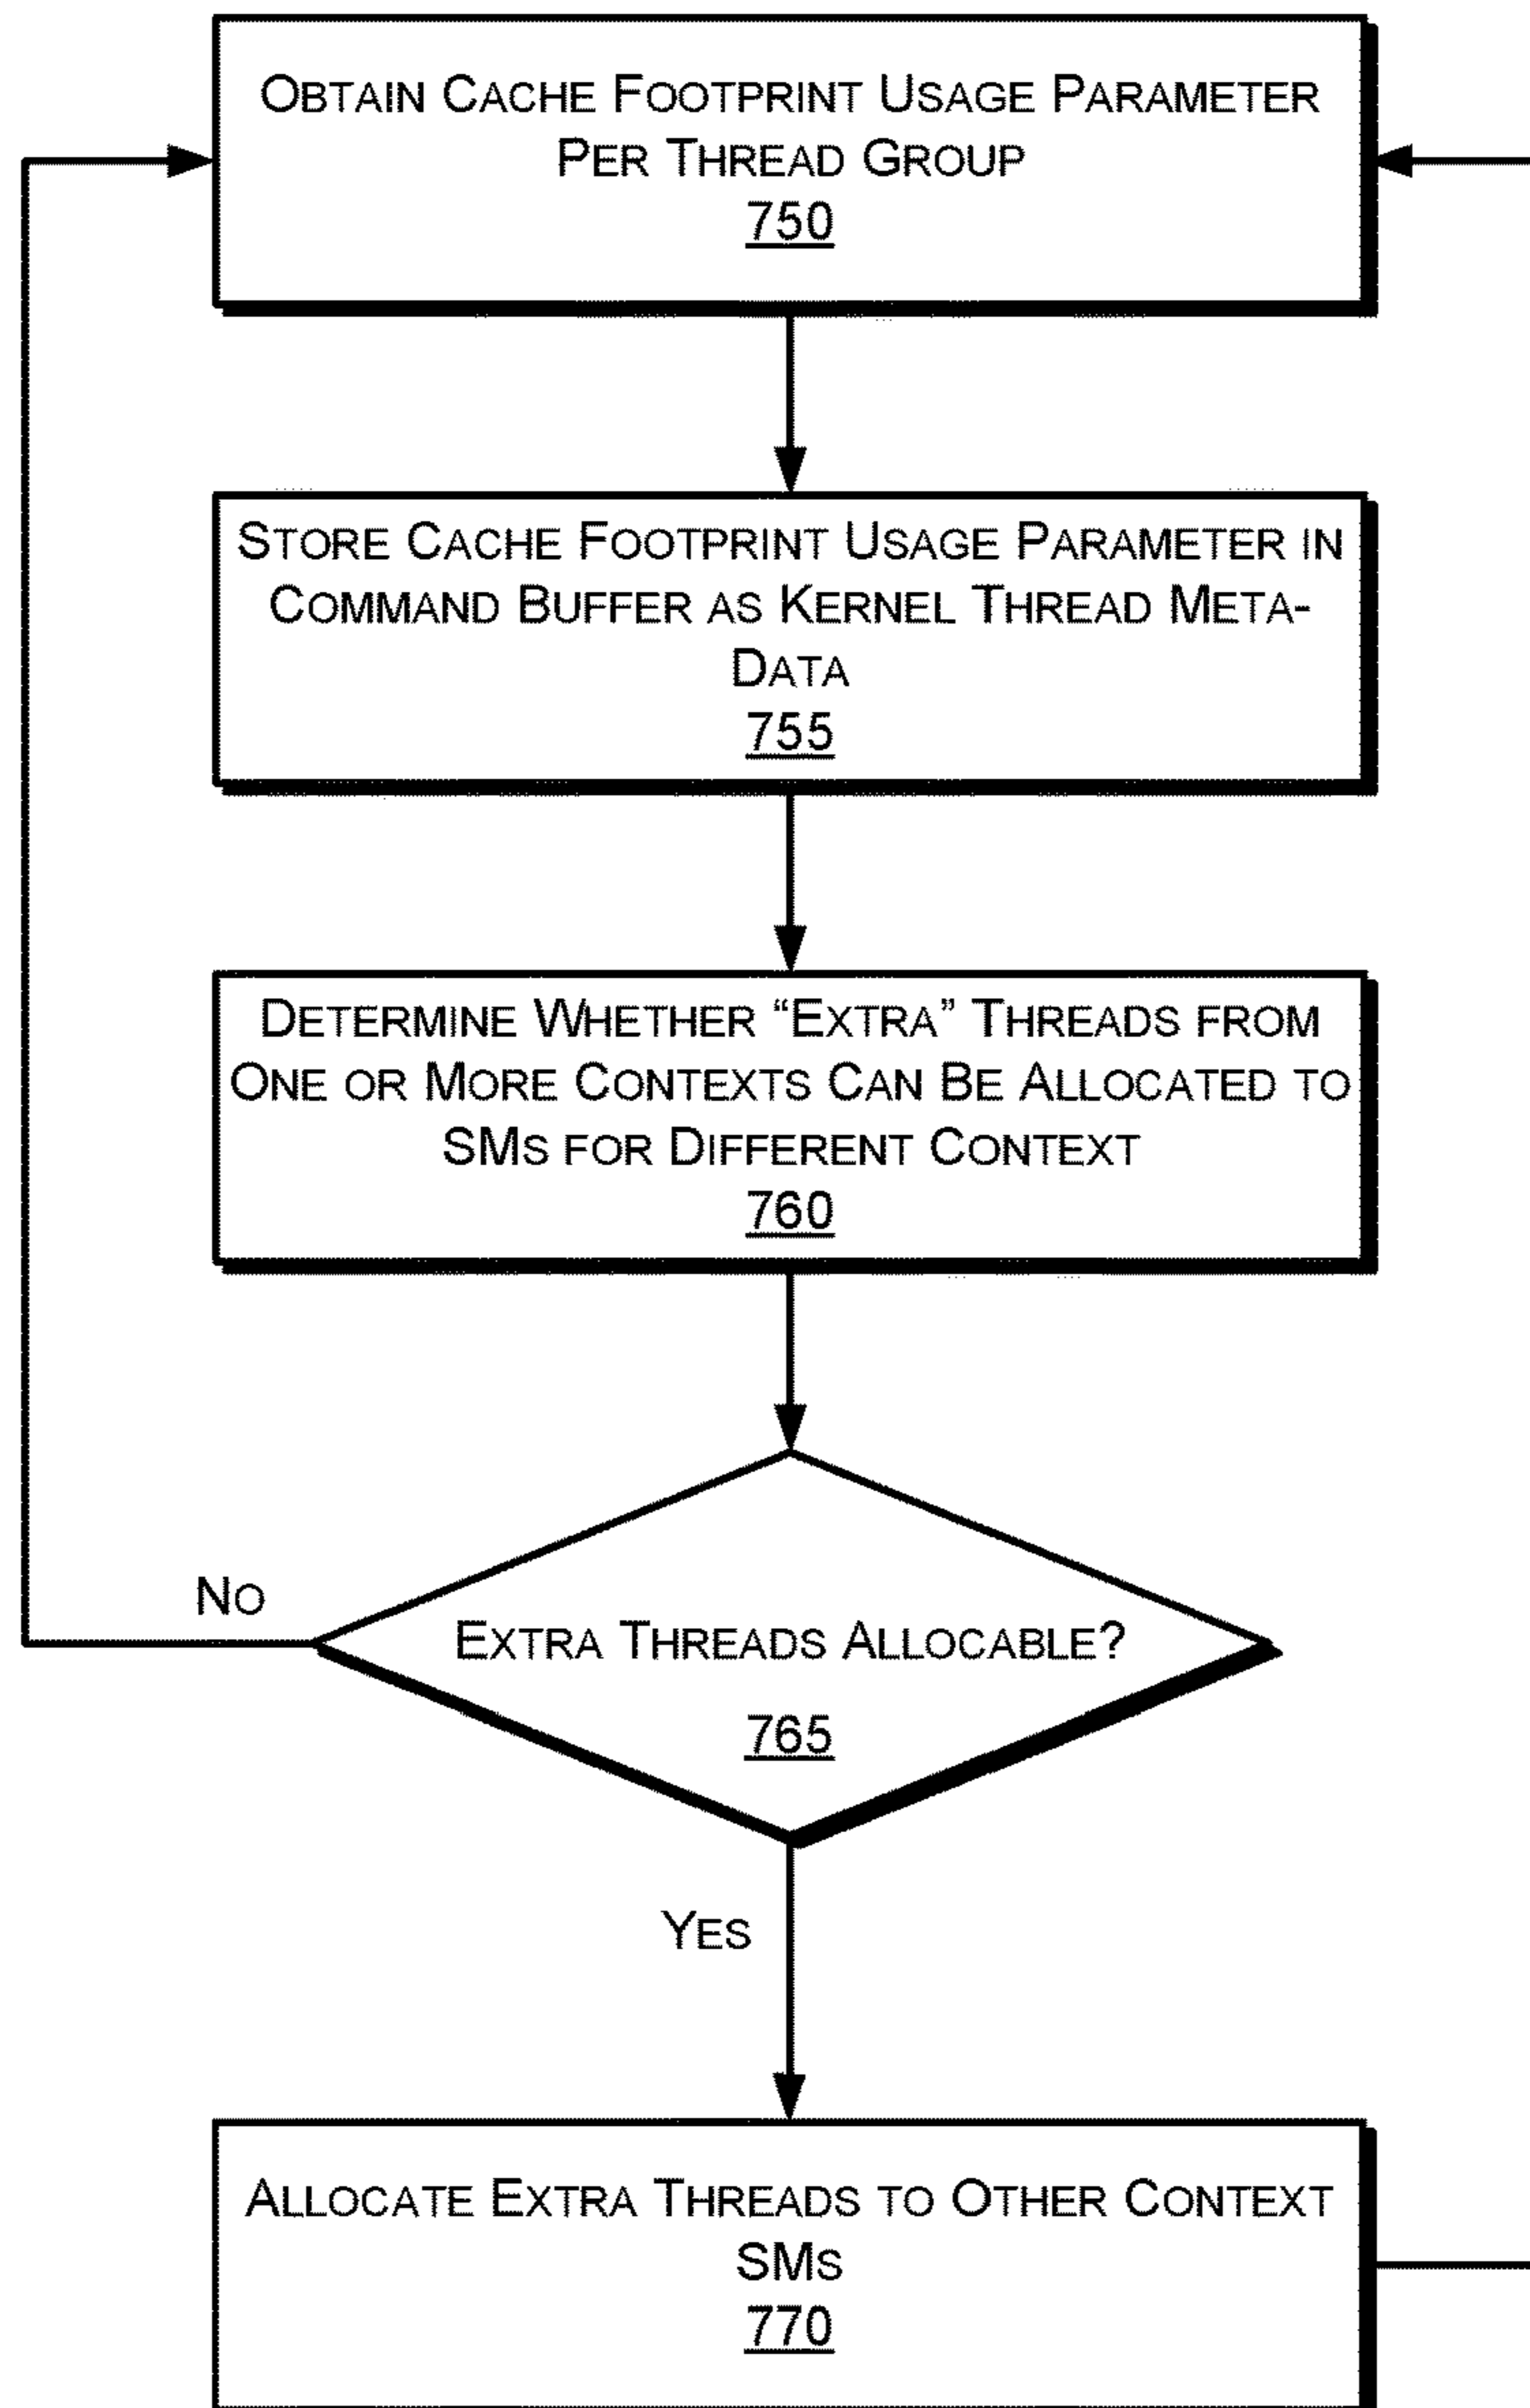 OBTAIN CACHE FOOTPRINT USAGE PARAMETER
PER THREAD GROUP
750
STORE CACHE FOOTPRINT USAGE PARAMETER IN
COMMAND BUFFER AS KERNEL THREAD META-
DATA
755
DETERMINE WHETHER “EXTRA” THREADS FROM
ONE OR MORE CONTEXTS CAN BE ALLOCATED TO
SMS FOR DIFFERENT CONTEXT
760
NO
EXTRA THREADS ALLOCABLE?
765
YES
ALLOCATE EXTRA THREADS TO OTHER CONTEXT
SMS
770